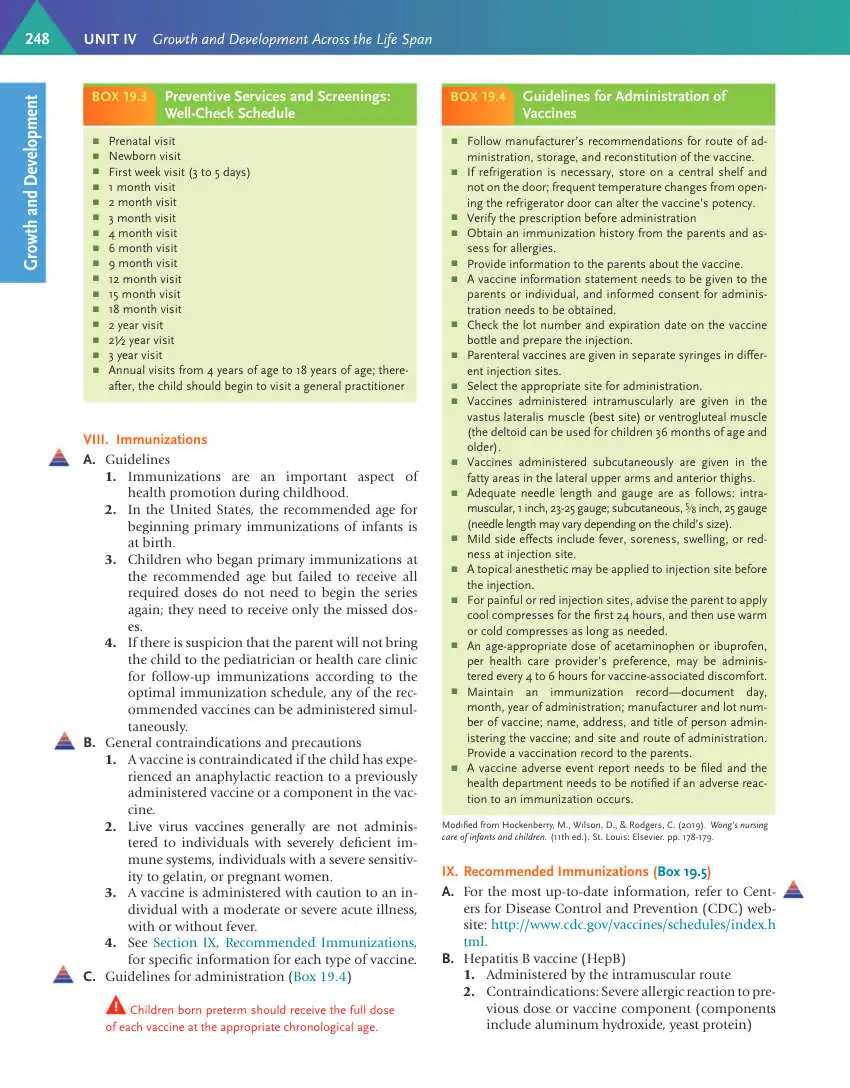 248 UNIT IV Growth and Development Across the Life Span
Growth and Development
BOX 19.3 Preventive Services and Screenings:
Well-Check Schedule
■ Prenatal visit
■ Newborn visit
■ First week visit (3 to 5 days)
■ 1 month visit
■ 2 month visit
■ 3 month visit
■ 4 month visit
■ 6 month visit
■ 9 month visit
■ 12 month visit
■ 15 month visit
■ 18 month visit
■ 2 year visit
■ 2½ year visit
■ 3 year visit
■ Annual visits from 4 years of age to 18 years of age; there-
after, the child should begin to visit a general practitioner
VIII. Immunizations
A. Guidelines
1. Immunizations are an important aspect of
health promotion during childhood.
2. In the United States, the recommended age for
beginning primary immunizations of infants is
at birth.
3. Children who began primary immunizations at
the recommended age but failed to receive all
required doses do not need to begin the series
again; they need to receive only the missed dos-
es.
4. If there is suspicion that the parent will not bring
the child to the pediatrician or health care clinic
for follow-up immunizations according to the
optimal immunization schedule, any of the rec-
ommended vaccines can be administered simul-
taneously.
B. General contraindications and precautions
1. A vaccine is contraindicated if the child has expe-
rienced an anaphylactic reaction to a previously
administered vaccine or a component in the vac-
cine.
2. Live virus vaccines generally are not adminis-
tered to individuals with severely deficient im-
mune systems, individuals with a severe sensitiv-
ity to gelatin, or pregnant women.
3. A vaccine is administered with caution to an in-
dividual with a moderate or severe acute illness,
with or without fever.
4. See Section IX, Recommended Immunizations,
for specific information for each type of vaccine.
C. Guidelines for administration (Box 19.4)
Children born preterm should receive the full dose
of each vaccine at the appropriate chronological age.
BOX 19.4 Guidelines for Administration of
Vaccines
■ Follow manufacturer's recommendations for route of ad-
ministration, storage, and reconstitution of the vaccine.
■ If refrigeration is necessary, store on a central shelf and
not on the door; frequent temperature changes from open-
ing the refrigerator door can alter the vaccine's potency.
■ Verify the prescription before administration
■ Obtain an immunization history from the parents and as-
sess for allergies.
■ Provide information to the parents about the vaccine.
■ A vaccine information statement needs to be given to the
parents or individual, and informed consent for adminis-
tration needs to be obtained.
■ Check the lot number and expiration date on the vaccine
bottle and prepare the injection.
■ Parenteral vaccines are given in separate syringes in differ-
ent injection sites.
■ Select the appropriate site for administration.
■ Vaccines administered intramuscularly are given in the
vastus lateralis muscle (best site) or ventrogluteal muscle
(the deltoid can be used for children 36 months of age and
older).
■ Vaccines administered subcutaneously are given in the
fatty areas in the lateral upper arms and anterior thighs.
■ Adequate needle length and gauge are as follows: intra-
muscular, 1 inch, 23-25 gauge; subcutaneous, 5⁄8 inch, 25 gauge
(needle length may vary depending on the child's size).
■ Mild side effects include fever, soreness, swelling, or red-
ness at injection site.
■ A topical anesthetic may be applied to injection site before
the injection.
■ For painful or red injection sites, advise the parent to apply
cool compresses for the first 24 hours, and then use warm
or cold compresses as long as needed.
■ An age-appropriate dose of acetaminophen or ibuprofen,
per health care provider's preference, may be adminis-
tered every 4 to 6 hours for vaccine-associated discomfort.
■ Maintain an immunization record—document day,
month, year of administration; manufacturer and lot num-
ber of vaccine; name, address, and title of person admin-
istering the vaccine; and site and route of administration.
Provide a vaccination record to the parents.
■ A vaccine adverse event report needs to be filed and the
health department needs to be notified if an adverse reac-
tion to an immunization occurs.
Modified from Hockenberry, M., Wilson, D., & Rodgers, C. (2019). Wong's nursing
care of infants and children. (11th ed.). St. Louis: Elsevier. pp. 178-179.
IX. Recommended Immunizations (Box 19.5)
A. For the most up-to-date information, refer to Cent-
ers for Disease Control and Prevention (CDC) web-
site: http://www.cdc.gov/vaccines/schedules/index.h
tml.
B. Hepatitis B vaccine (HepB)
1. Administered by the intramuscular route
2. Contraindications: Severe allergic reaction to pre-
vious dose or vaccine component (components
include aluminum hydroxide, yeast protein)